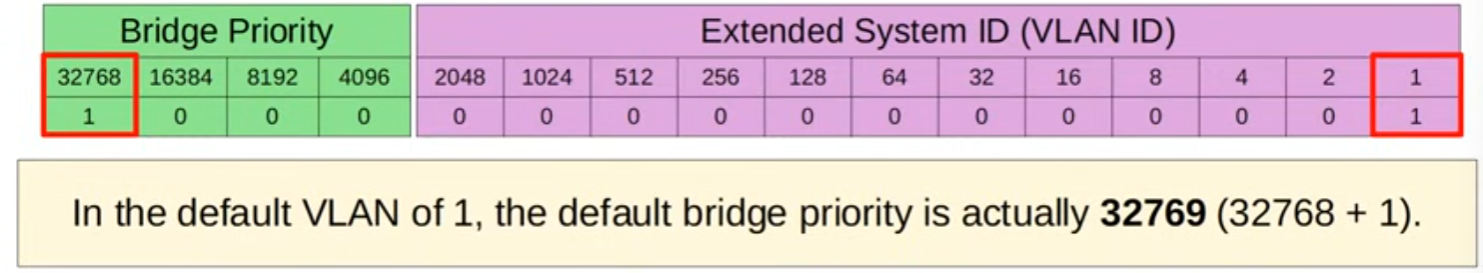 Bridge Priority Extended System ID (VLAN ID)
32768 16384 8192 4096 2048 1024 512 256 128 64 32 16 8 4 2 1
1 0 0 0 0 0 0 0 0 0 0 0 0 0 0 1
In the default VLAN of 1, the default bridge priority is actually 32769 (32768 + 1).